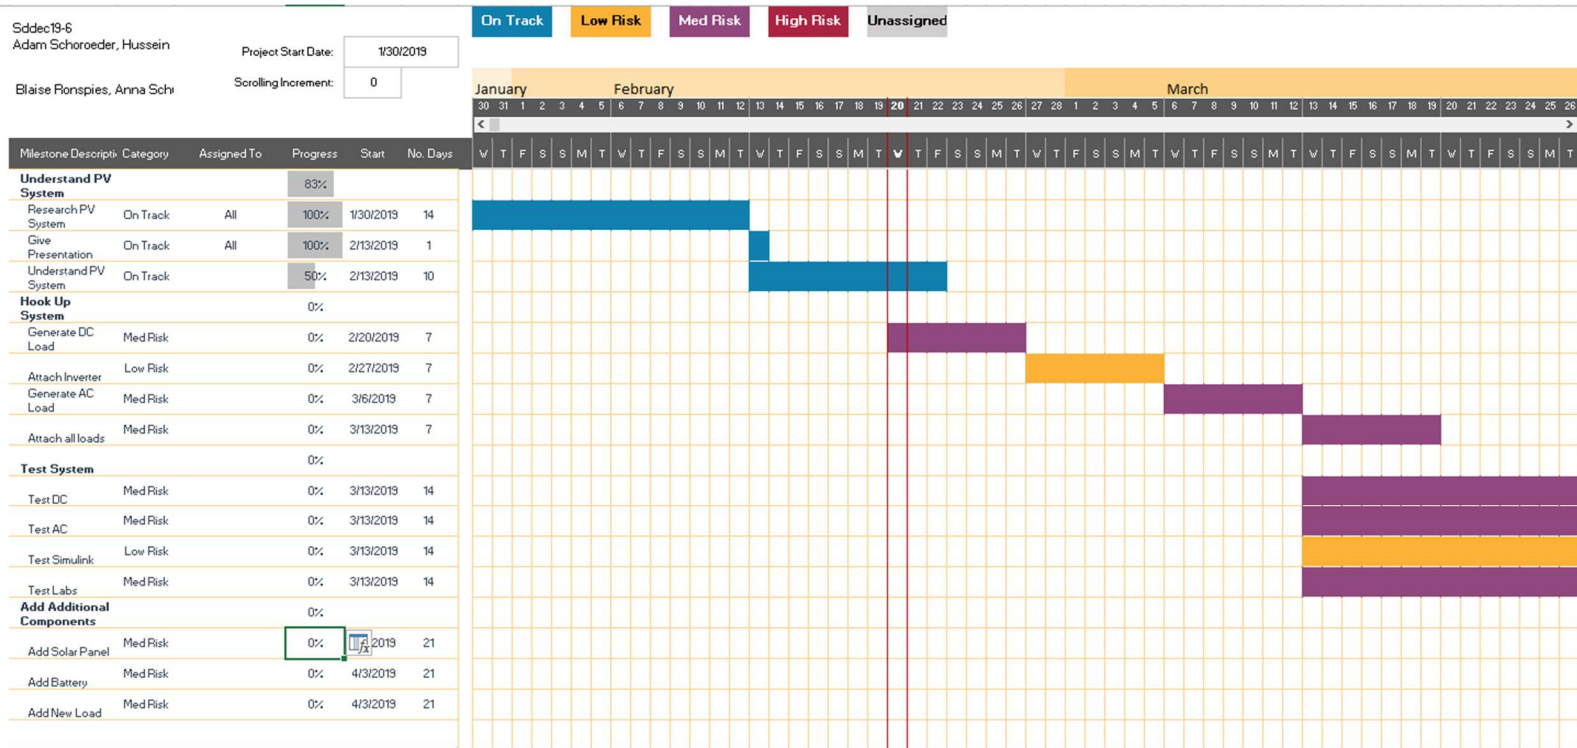 On Track Low Risk Med Risk High Risk Unassigned
Sddec19-6
Adam Schoroeder, Hussein
Project Start Date: 1/30/2019
Scrolling Increment: 0
Blaise Ronspies, Anna Sch
January February March
30 31 1 2 3 4 5 6 7 8 9 10 11 12 13 14 15 16 17 18 19 20 21 22 23 24 25 26 27 28 1 2 3 4 5 6 7 8 9 10 11 12 13 14 15 16 17 18 19 20 21 22 23 24 25 26
Milestone Descripti Category Assigned To Progress Start No. Days W T F S S M T W T F S S M T W T F S S M T W T F S S M T W T F S S M T W T F S S M T W T F S S M T W T F S S M T
Understand PV
System 83%
Research PV
System On Track All 100% 1/30/2019 14
Give
Presentation On Track All 100% 2/13/2019 1
Understand PV
System On Track 50% 2/13/2019 10
Hook Up
System 0%
Generate DC
Load Med Risk 0% 2/20/2019 7
Attach Inverter Low Risk 0% 2/27/2019 7
Generate AC
Load Med Risk 0% 3/6/2019 7
Attach all loads Med Risk 0% 3/13/2019 7
Test System 0%
Test DC Med Risk 0% 3/13/2019 14
Test AC Med Risk 0% 3/13/2019 14
Test Simulink Low Risk 0% 3/13/2019 14
Test Labs Med Risk 0% 3/13/2019 14
Add Additional
Components 0%
Add Solar Panel Med Risk 0% 2019 21
Add Battery Med Risk 0% 4/3/2019 21
Add New Load Med Risk 0% 4/3/2019 21